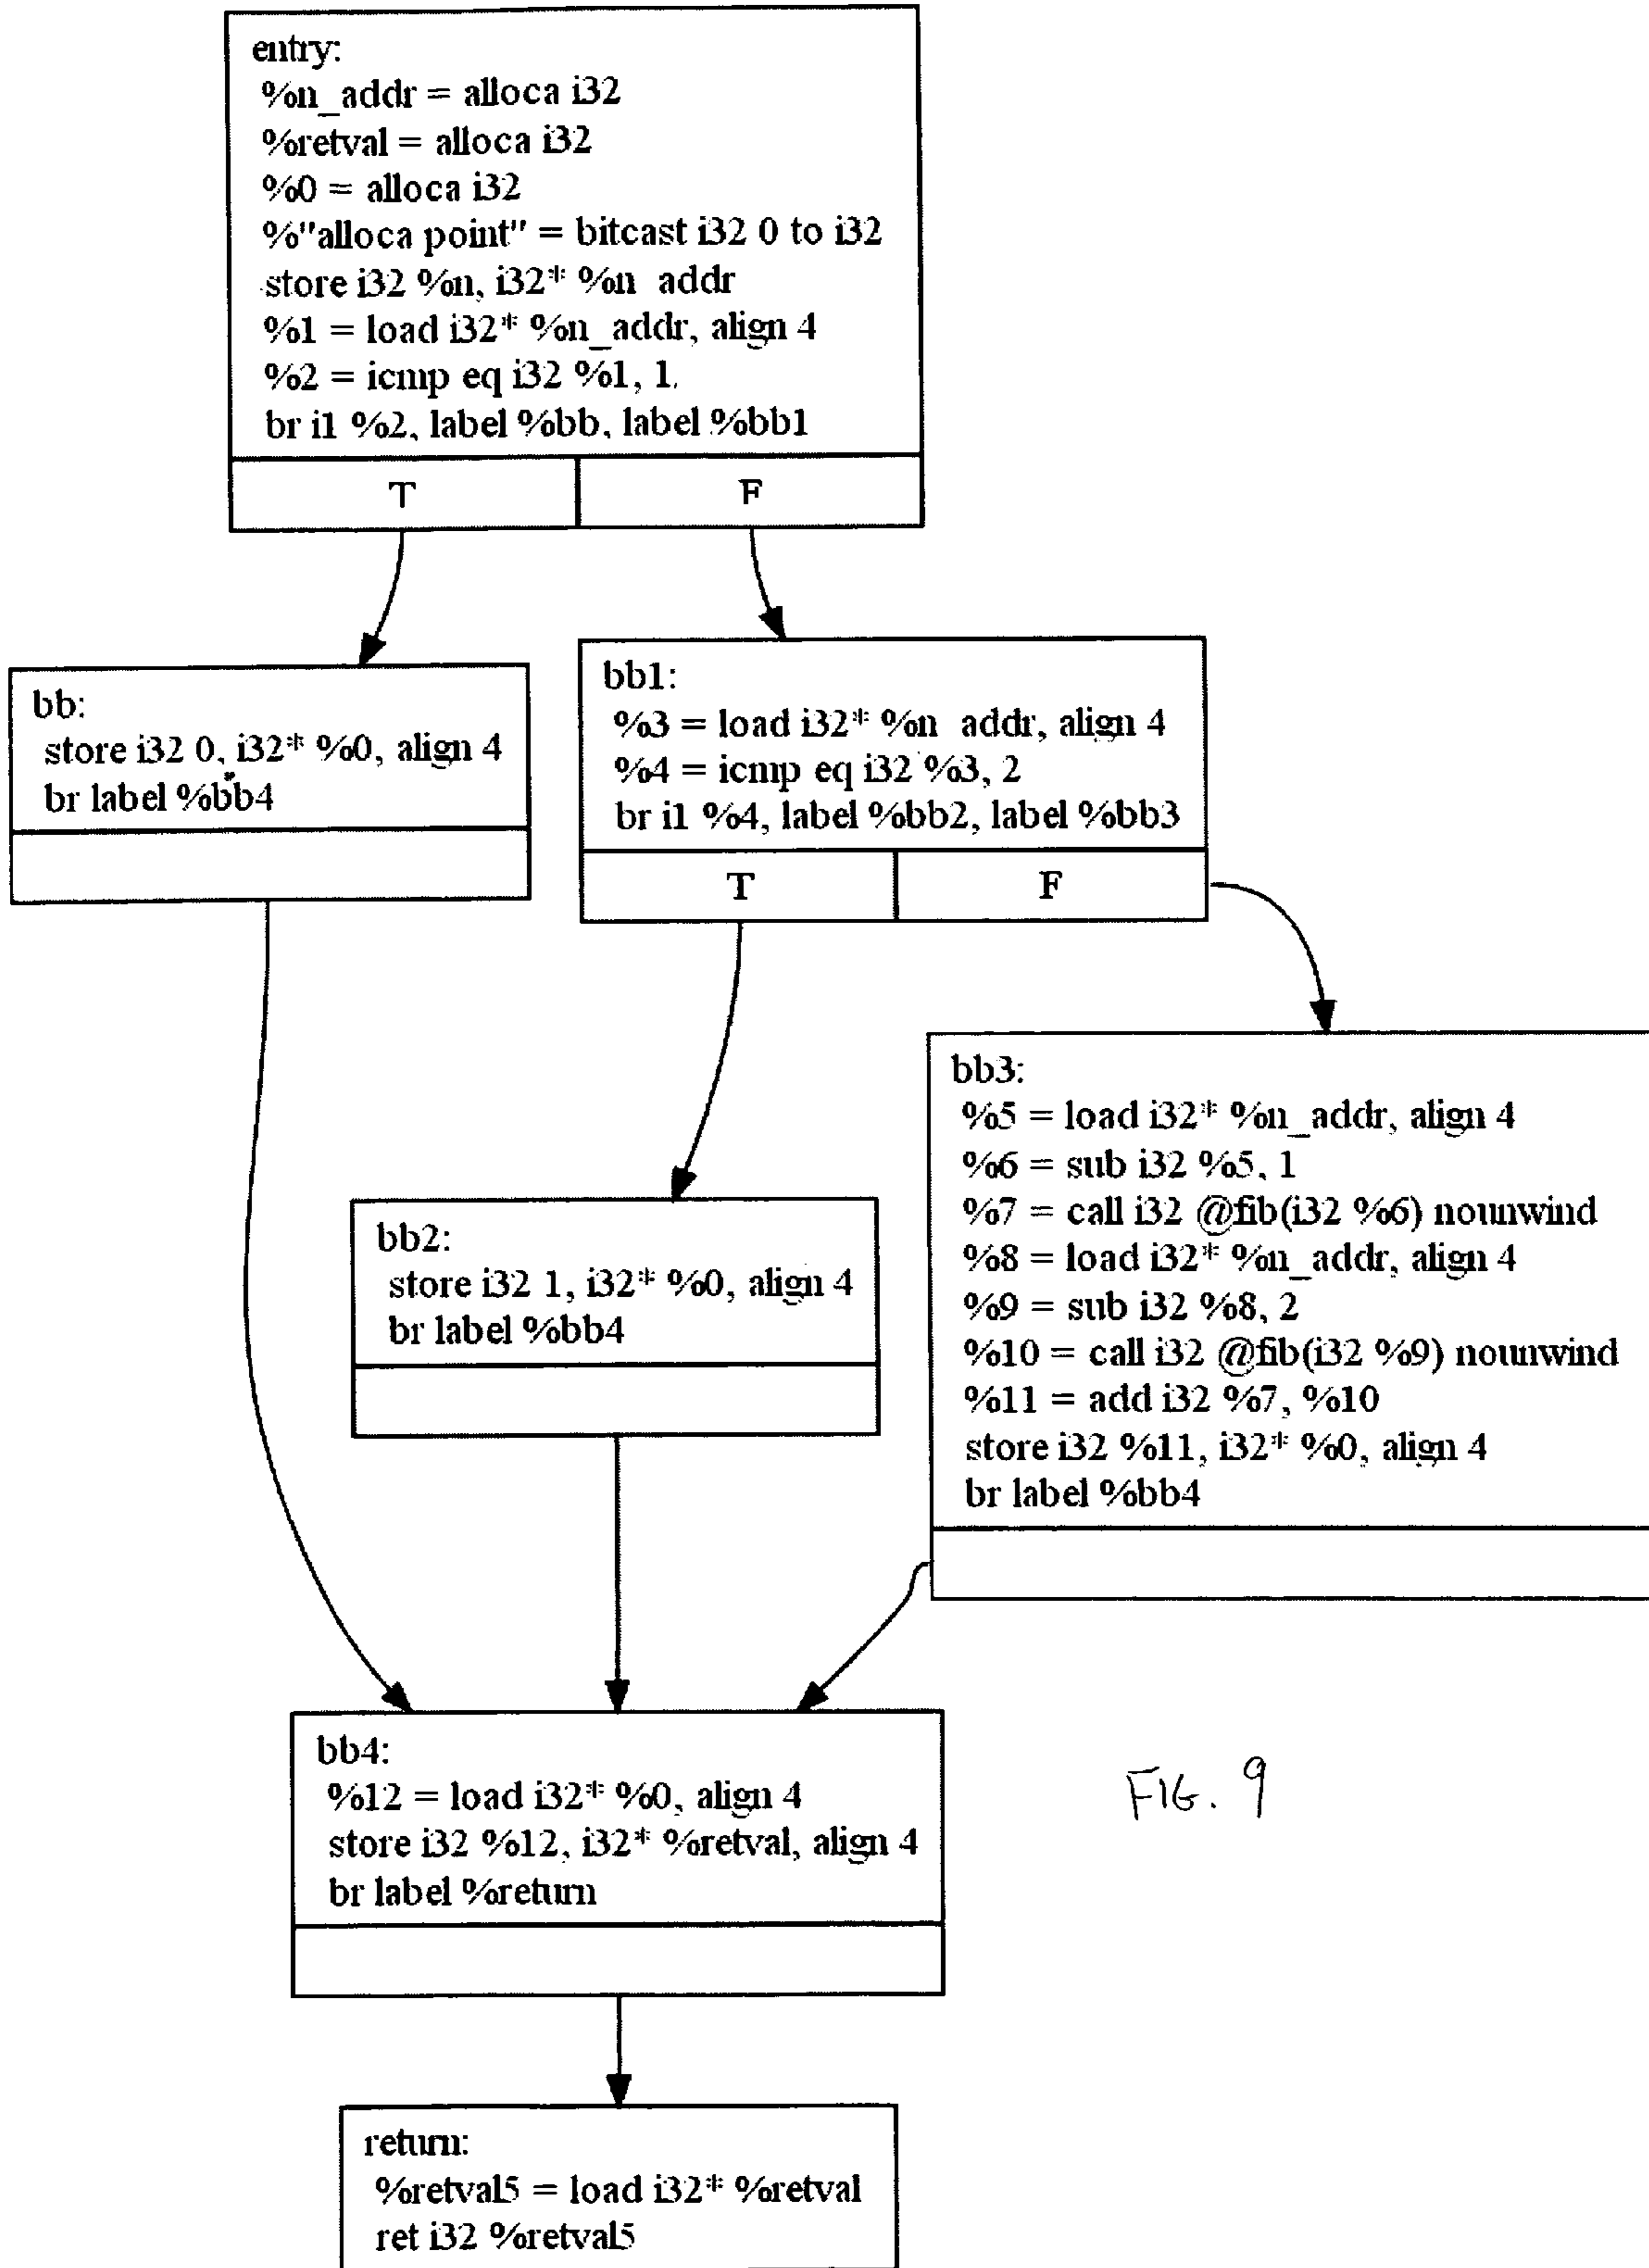 entry:
%n_addr = alloca i32
%retval = alloca i32
%0 = alloca i32
%"alloca point" = bitcast i32 0 to i32
store i32 %n, i32* %n_addr
%1 = load i32* %n_addr, align 4
%2 = icmp eq i32 %1, 1
br i1 %2, label %bb, label %bb1
T
F
bb:
store i32 0, i32* %0, align 4
br label %bb4
bb1:
%3 = load i32* %n_addr, align 4
%4 = icmp eq i32 %3, 2
br i1 %4, label %bb2, label %bb3
T
F
bb2:
store i32 1, i32* %0, align 4
br label %bb4
bb3:
%5 = load i32* %n_addr, align 4
%6 = sub i32 %5, 1
%7 = call i32 @fib(i32 %6) nounwind
%8 = load i32* %n_addr, align 4
%9 = sub i32 %8, 2
%10 = call i32 @fib(i32 %9) nounwind
%11 = add i32 %7, %10
store i32 %11, i32* %0, align 4
br label %bb4
bb4:
%12 = load i32* %0, align 4
store i32 %12, i32* %retval, align 4
br label %return
FIG. 9
return:
%retval5 = load i32* %retval
ret i32 %retval5